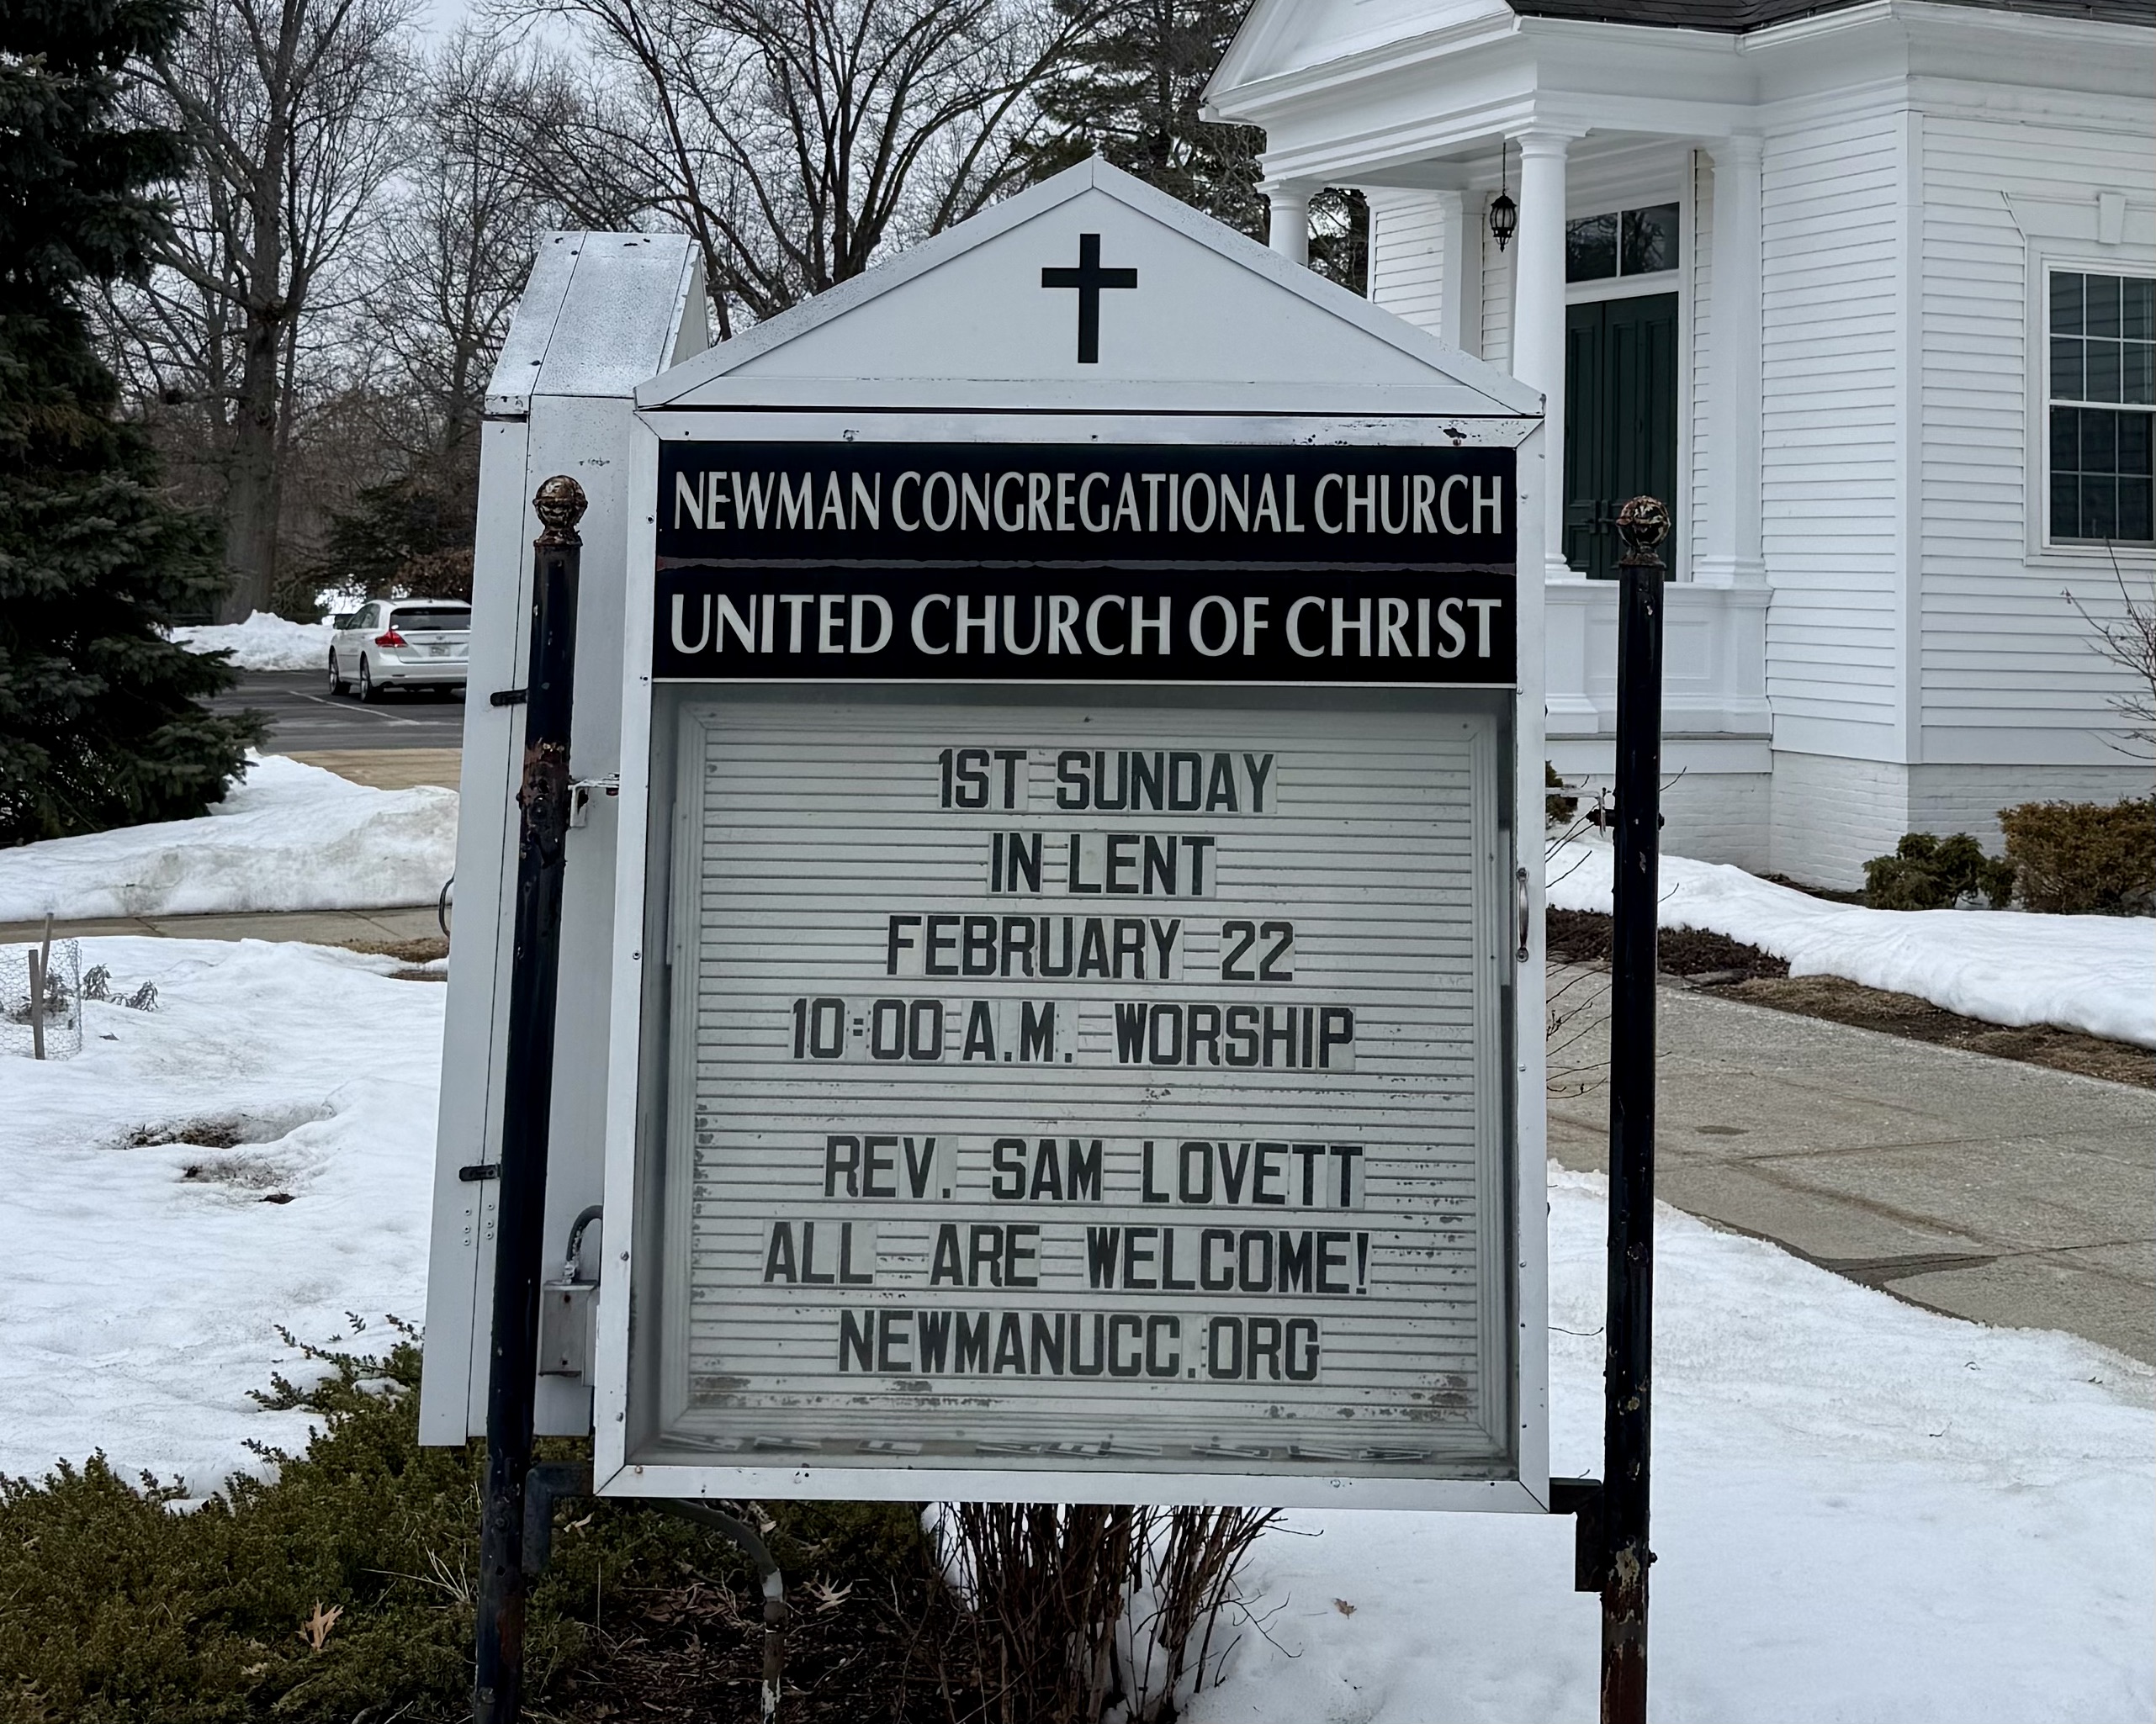 NEWMAN CONGREGATIONAL CHURCH
UNITED CHURCH OF CHRIST
1ST SUNDAY
IN LENT
FEBRUARY 22
10:00 A.M. WORSHIP
REV. SAM LOVETT
ALL ARE WELCOME!
NEWMANUCC.ORG